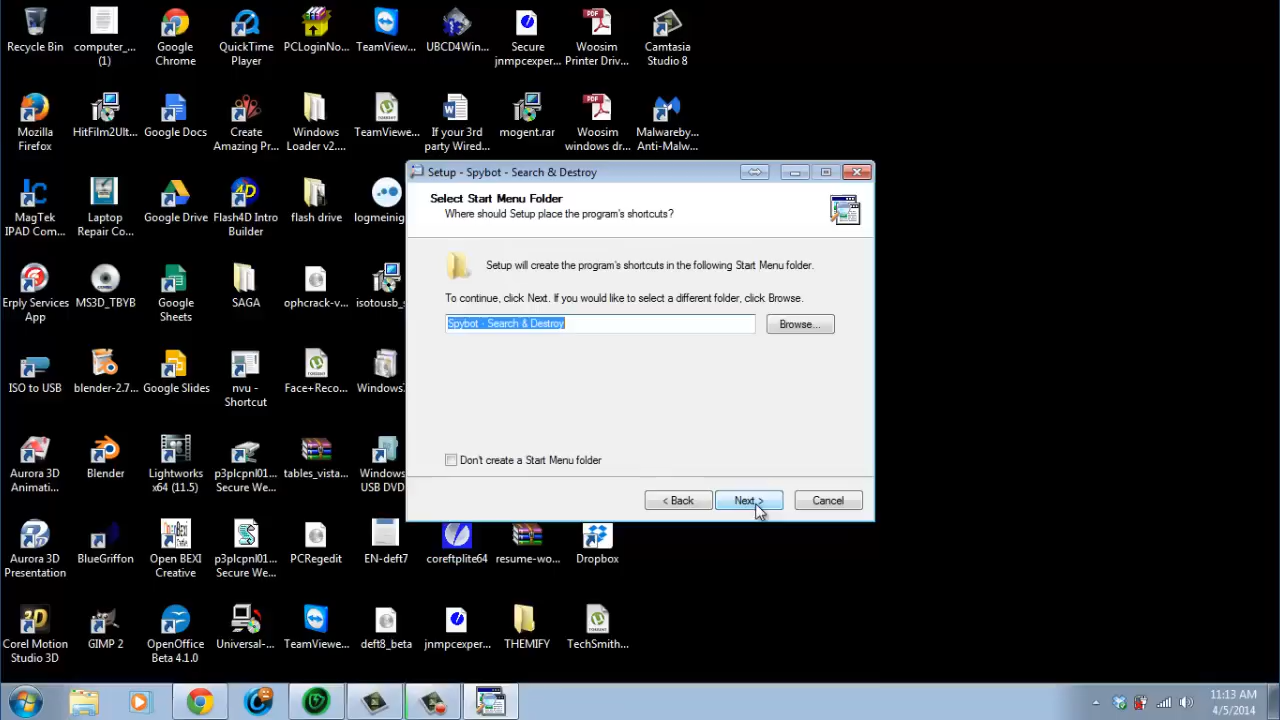 Recycle Bin
computer_...
(1)
Google
Chrome
QuickTime
Player
PCLoginNo...
TeamView...
UBCD4Win...
Secure
jnmpcexper...
Woosim
Printer Driv...
Camtasia
Studio 8
Mozilla
Firefox
HitFilm2Ult...
Google Docs
Create
Amazing Pr...
Windows
Loader v2....
TeamViewe...
If your 3rd
party Wired...
mogent.rar
Woosim
windows dr...
Malwareby...
Anti-Malw...
MagTek
IPAD Com...
Laptop
Repair Co...
Google Drive
Flash4D Intro
Builder
flash drive
logmeinig
Setup - Spybot - Search & Destroy
Select Start Menu Folder
Where should Setup place the program's shortcuts?
Setup will create the program's shortcuts in the following Start Menu folder.
To continue, click Next. If you would like to select a different folder, click Browse.
Spybot - Search & Destroy
Browse...
Don't create a Start Menu folder
< Back
Next >
Cancel
Erply Services
App
MS3D_TBYB
Google
Sheets
SAGA
ophcrack-v...
isotousb_s
ISO to USB
blender-2.7...
Google Slides
nvu -
Shortcut
Face+Reco...
Windows7
Aurora 3D
Animati...
Blender
Lightworks
x64 (11.5)
p3plcpnl01...
Secure We...
tables_vista...
Windows
USB DVD
Aurora 3D
Presentation
BlueGriffon
Open BEXI
Creative
p3plcpnl01...
Secure We...
PCRegedit
EN-deft7
coreftplite64
resume-wo...
Dropbox
Corel Motion
Studio 3D
GIMP 2
OpenOffice
Beta 4.1.0
Universal-...
TeamViewe...
deft8_beta
jnmpcexper...
THEMIFY
TechSmith...
11:13 AM
4/5/2014